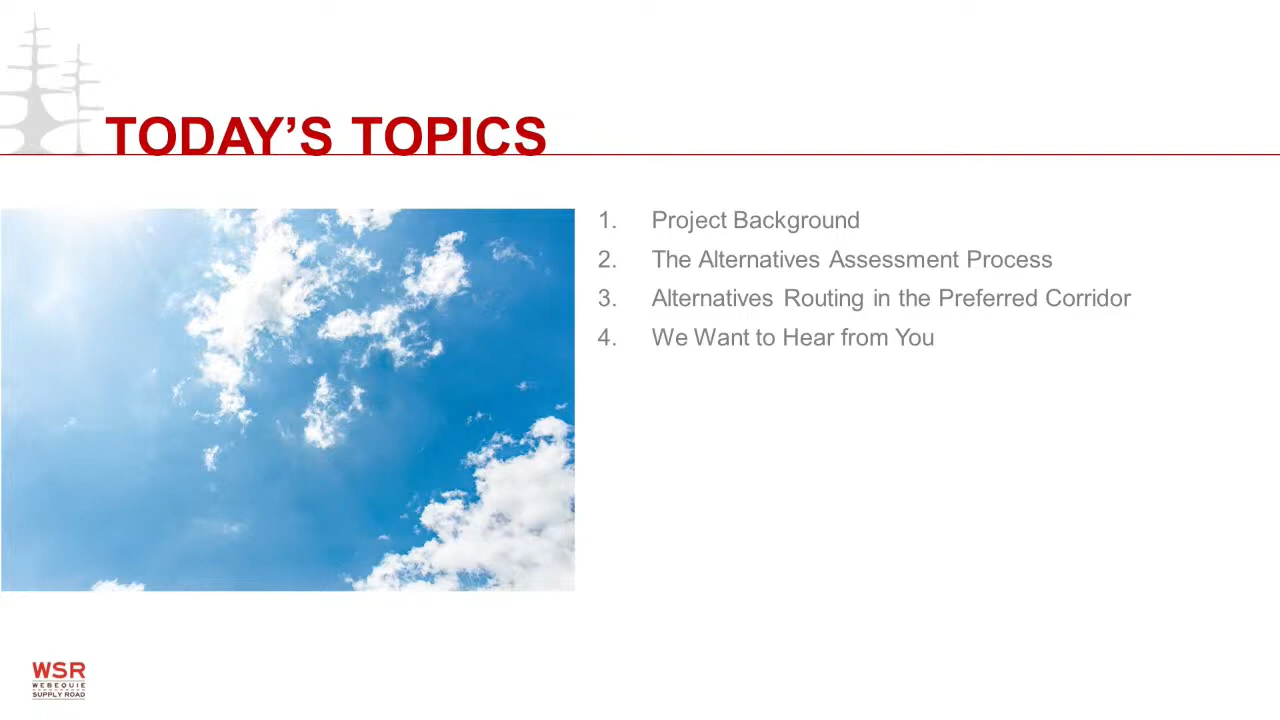 TODAY’S TOPICS
1. Project Background
2. The Alternatives Assessment Process
3. Alternatives Routing in the Preferred Corridor
4. We Want to Hear from You
WSR
WEBEQUIE
SUPPLY ROAD